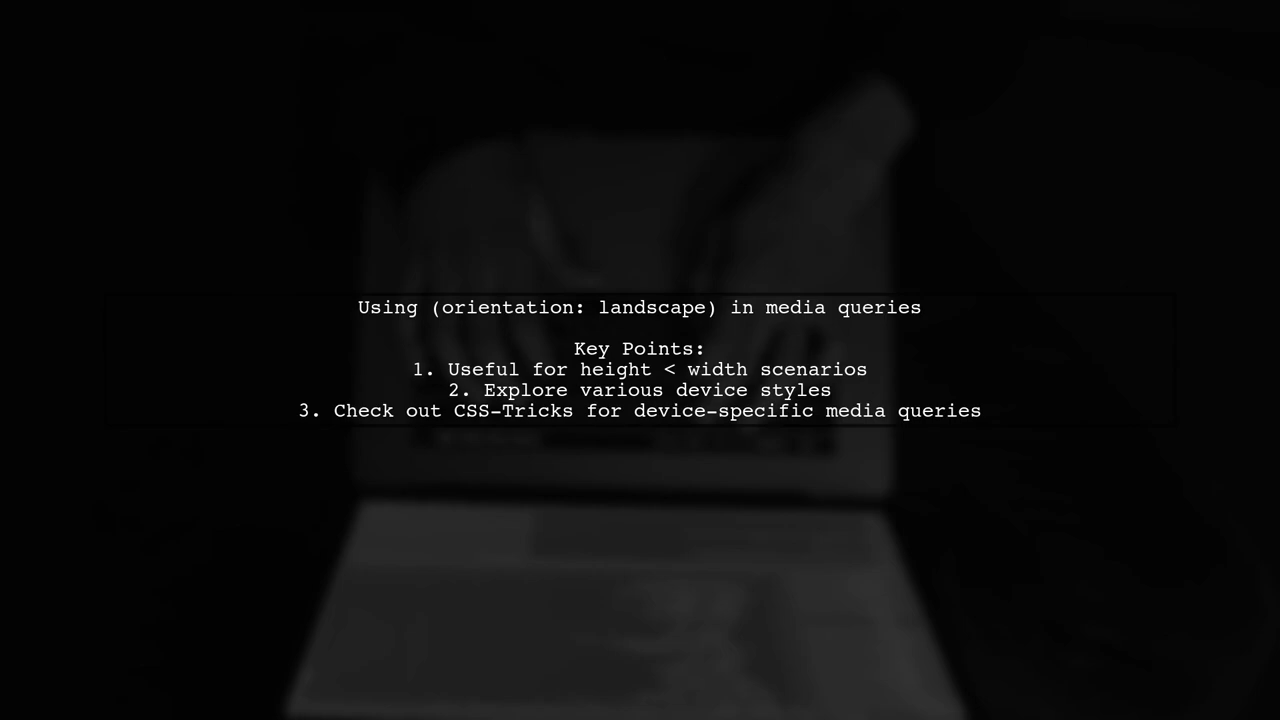 Using (orientation: landscape) in media queries
Key Points:
1. Useful for height < width scenarios
2. Explore various device styles
3. Check out CSS-Tricks for device-specific media queries